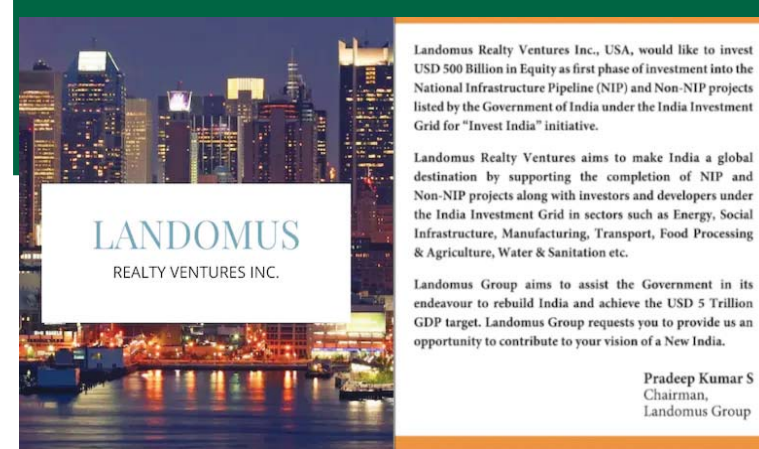 LANDOMUS
REALTY VENTURES INC.
Landomus Realty Ventures Inc., USA, would like to invest
USD 500 Billion in Equity as first phase of investment into the
National Infrastructure Pipeline (NIP) and Non-NIP projects
listed by the Government of India under the India Investment
Grid for “Invest India” initiative.
Landomus Realty Ventures aims to make India a global
destination by supporting the completion of NIP and
Non-NIP projects along with investors and developers under
the India Investment Grid in sectors such as Energy, Social
Infrastructure, Manufacturing, Transport, Food Processing
& Agriculture, Water & Sanitation etc.
Landomus Group aims to assist the Government in its
endeavour to rebuild India and achieve the USD 5 Trillion
GDP target. Landomus Group requests you to provide us an
opportunity to contribute to your vision of a New India.
Pradeep Kumar S
Chairman,
Landomus Group